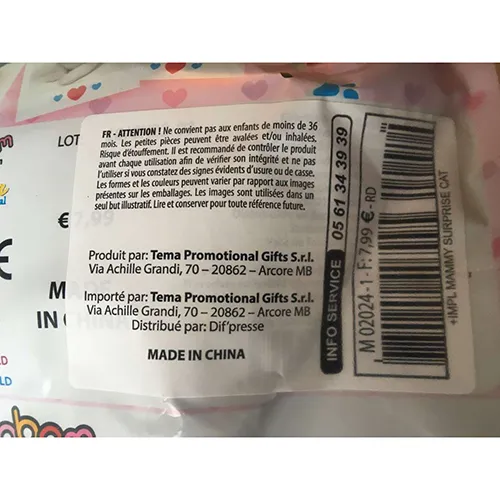 LOT
FR - ATTENTION ! Ne convient pas aux enfants de moins de 36
mois. Les petites pièces peuvent être avalées et/ou inhalées.
Risque d'étouffement. Il est recommandé de contrôler le produit
avant chaque utilisation afin de vérifier son intégrité et ne pas
l'utiliser si vous constatez des signes évidents d'usure ou de casse.
Les formes et les couleurs peuvent varier par rapport aux images
présentes sur les emballages. Les images sont utilisées dans un
seul but illustratif. Lire et conserver pour toute référence future.
€ 7,99
Produit par: Tema Promotional Gifts S.r.l.
Via Achille Grandi, 70 – 20862 – Arcore MB
Importé par: Tema Promotional Gifts S.r.l.
Via Achille Grandi, 70 – 20862 – Arcore MB
Distribué par: Dif'presse
MADE IN CHINA
MADE
IN CHINA
INFO SERVICE 05 61 34 39 39
M 02024 - 1 - F: 7,99 € - RD
+IMPL MAMMY SURPRISE CAT